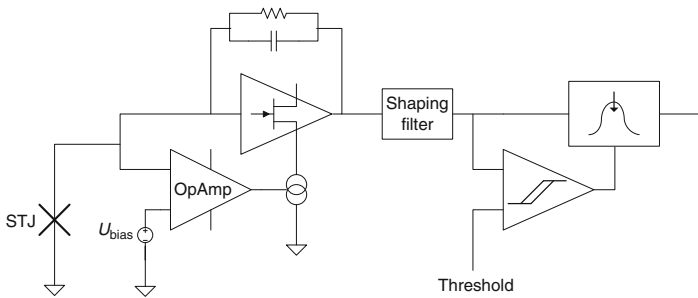 Shaping
filter
OpAmp
STJ
U_bias
+
−
Threshold